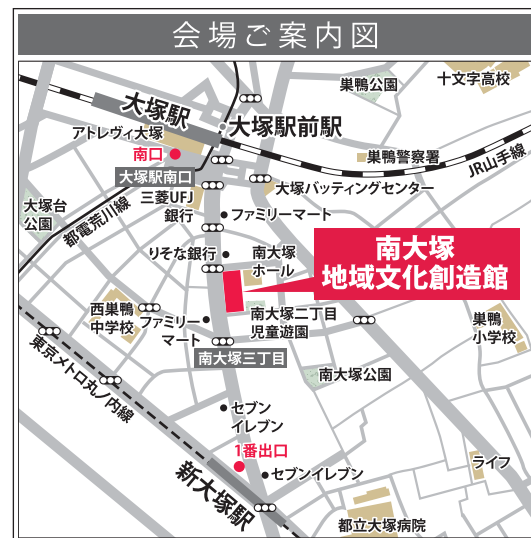 会場ご案内図
巣鴨公園
十文字高校
大塚駅
アトレヴィ大塚
大塚駅前駅
南口
巣鴨警察署
JR山手線
大塚駅南口
大塚バッティングセンター
大塚台
公園
都電荒川線
三菱UFJ
銀行
ファミリーマート
りそな銀行
南大塚
ホール
南大塚
地域文化創造館
西巣鴨
中学校
ファミリー
マート
南大塚二丁目
児童遊園
巣鴨
小学校
東京メトロ丸ノ内線
南大塚三丁目
南大塚公園
セブン
イレブン
1番出口
新大塚駅
セブンイレブン
ライフ
都立大塚病院